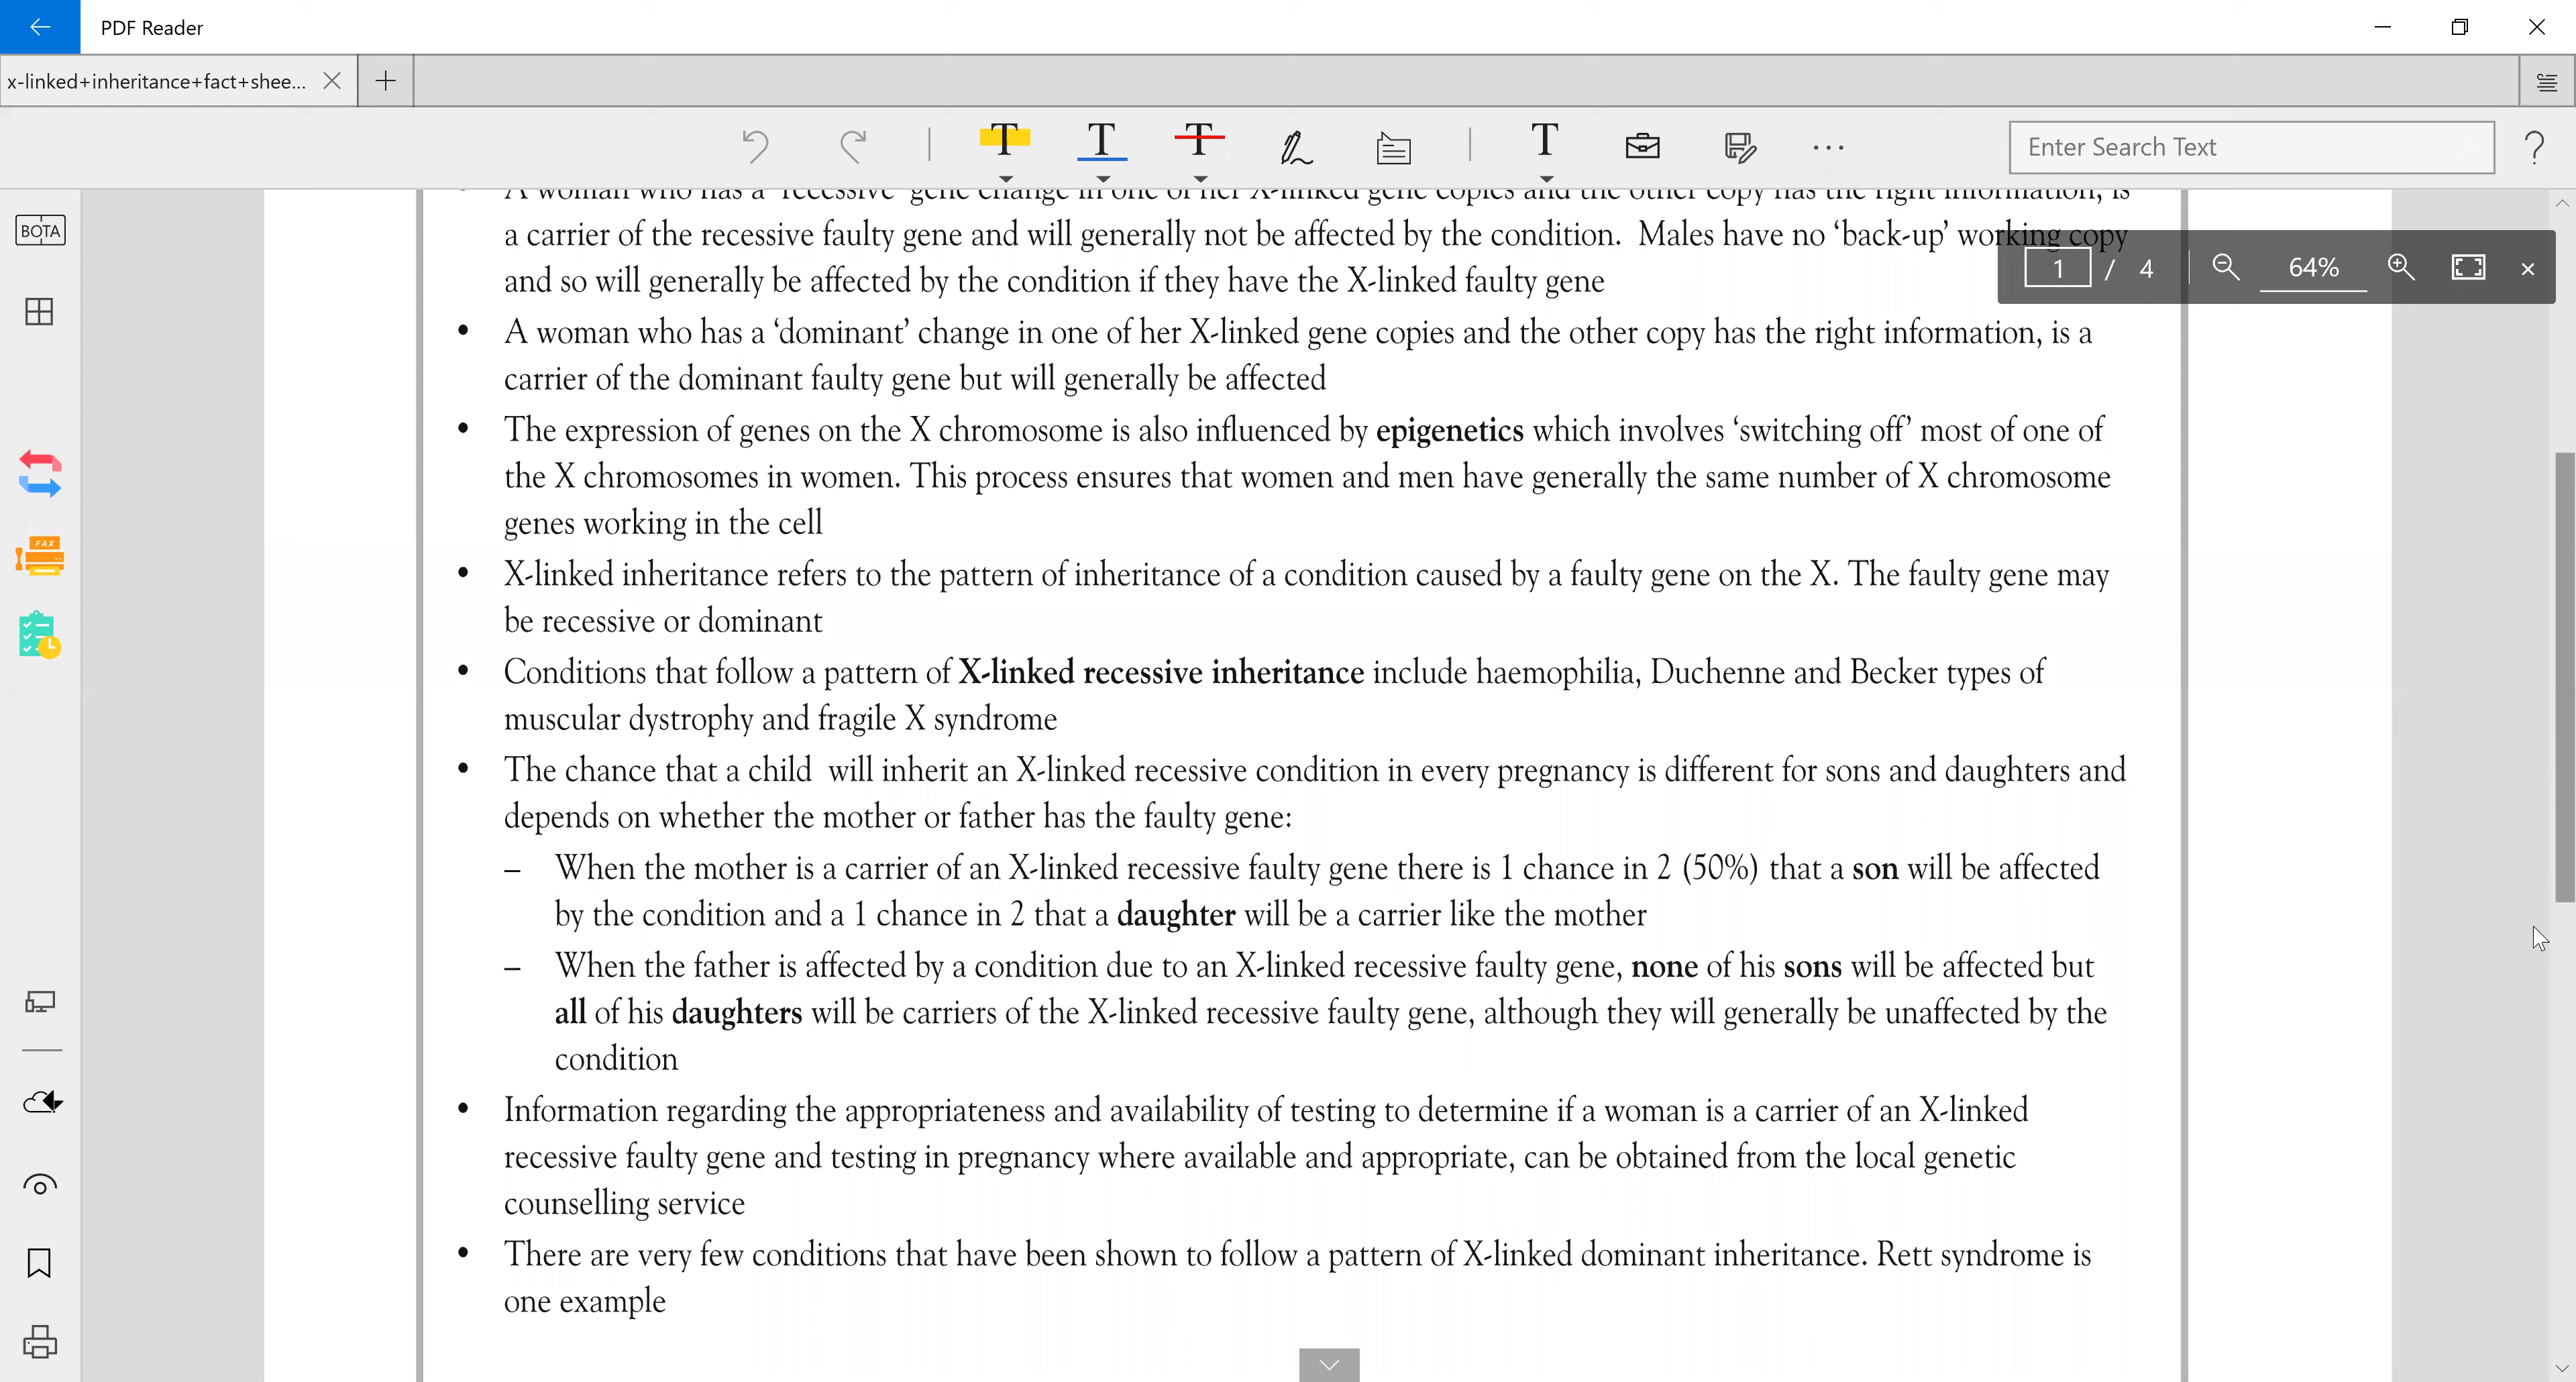 PDF Reader
x-linked+inheritance+fact+shee...
Enter Search Text
?
BOTA
1 / 4
64%
FAX
A woman who has a 'recessive' gene change in one of her X-linked gene copies and the other copy has the right information, is
a carrier of the recessive faulty gene and will generally not be affected by the condition. Males have no ‘back-up’ working copy
and so will generally be affected by the condition if they have the X-linked faulty gene
• A woman who has a ‘dominant’ change in one of her X-linked gene copies and the other copy has the right information, is a
carrier of the dominant faulty gene but will generally be affected
• The expression of genes on the X chromosome is also influenced by epigenetics which involves ‘switching off’ most of one of
the X chromosomes in women. This process ensures that women and men have generally the same number of X chromosome
genes working in the cell
• X-linked inheritance refers to the pattern of inheritance of a condition caused by a faulty gene on the X. The faulty gene may
be recessive or dominant
• Conditions that follow a pattern of X-linked recessive inheritance include haemophilia, Duchenne and Becker types of
muscular dystrophy and fragile X syndrome
• The chance that a child will inherit an X-linked recessive condition in every pregnancy is different for sons and daughters and
depends on whether the mother or father has the faulty gene:
– When the mother is a carrier of an X-linked recessive faulty gene there is 1 chance in 2 (50%) that a son will be affected
by the condition and a 1 chance in 2 that a daughter will be a carrier like the mother
– When the father is affected by a condition due to an X-linked recessive faulty gene, none of his sons will be affected but
all of his daughters will be carriers of the X-linked recessive faulty gene, although they will generally be unaffected by the
condition
• Information regarding the appropriateness and availability of testing to determine if a woman is a carrier of an X-linked
recessive faulty gene and testing in pregnancy where available and appropriate, can be obtained from the local genetic
counselling service
• There are very few conditions that have been shown to follow a pattern of X-linked dominant inheritance. Rett syndrome is
one example